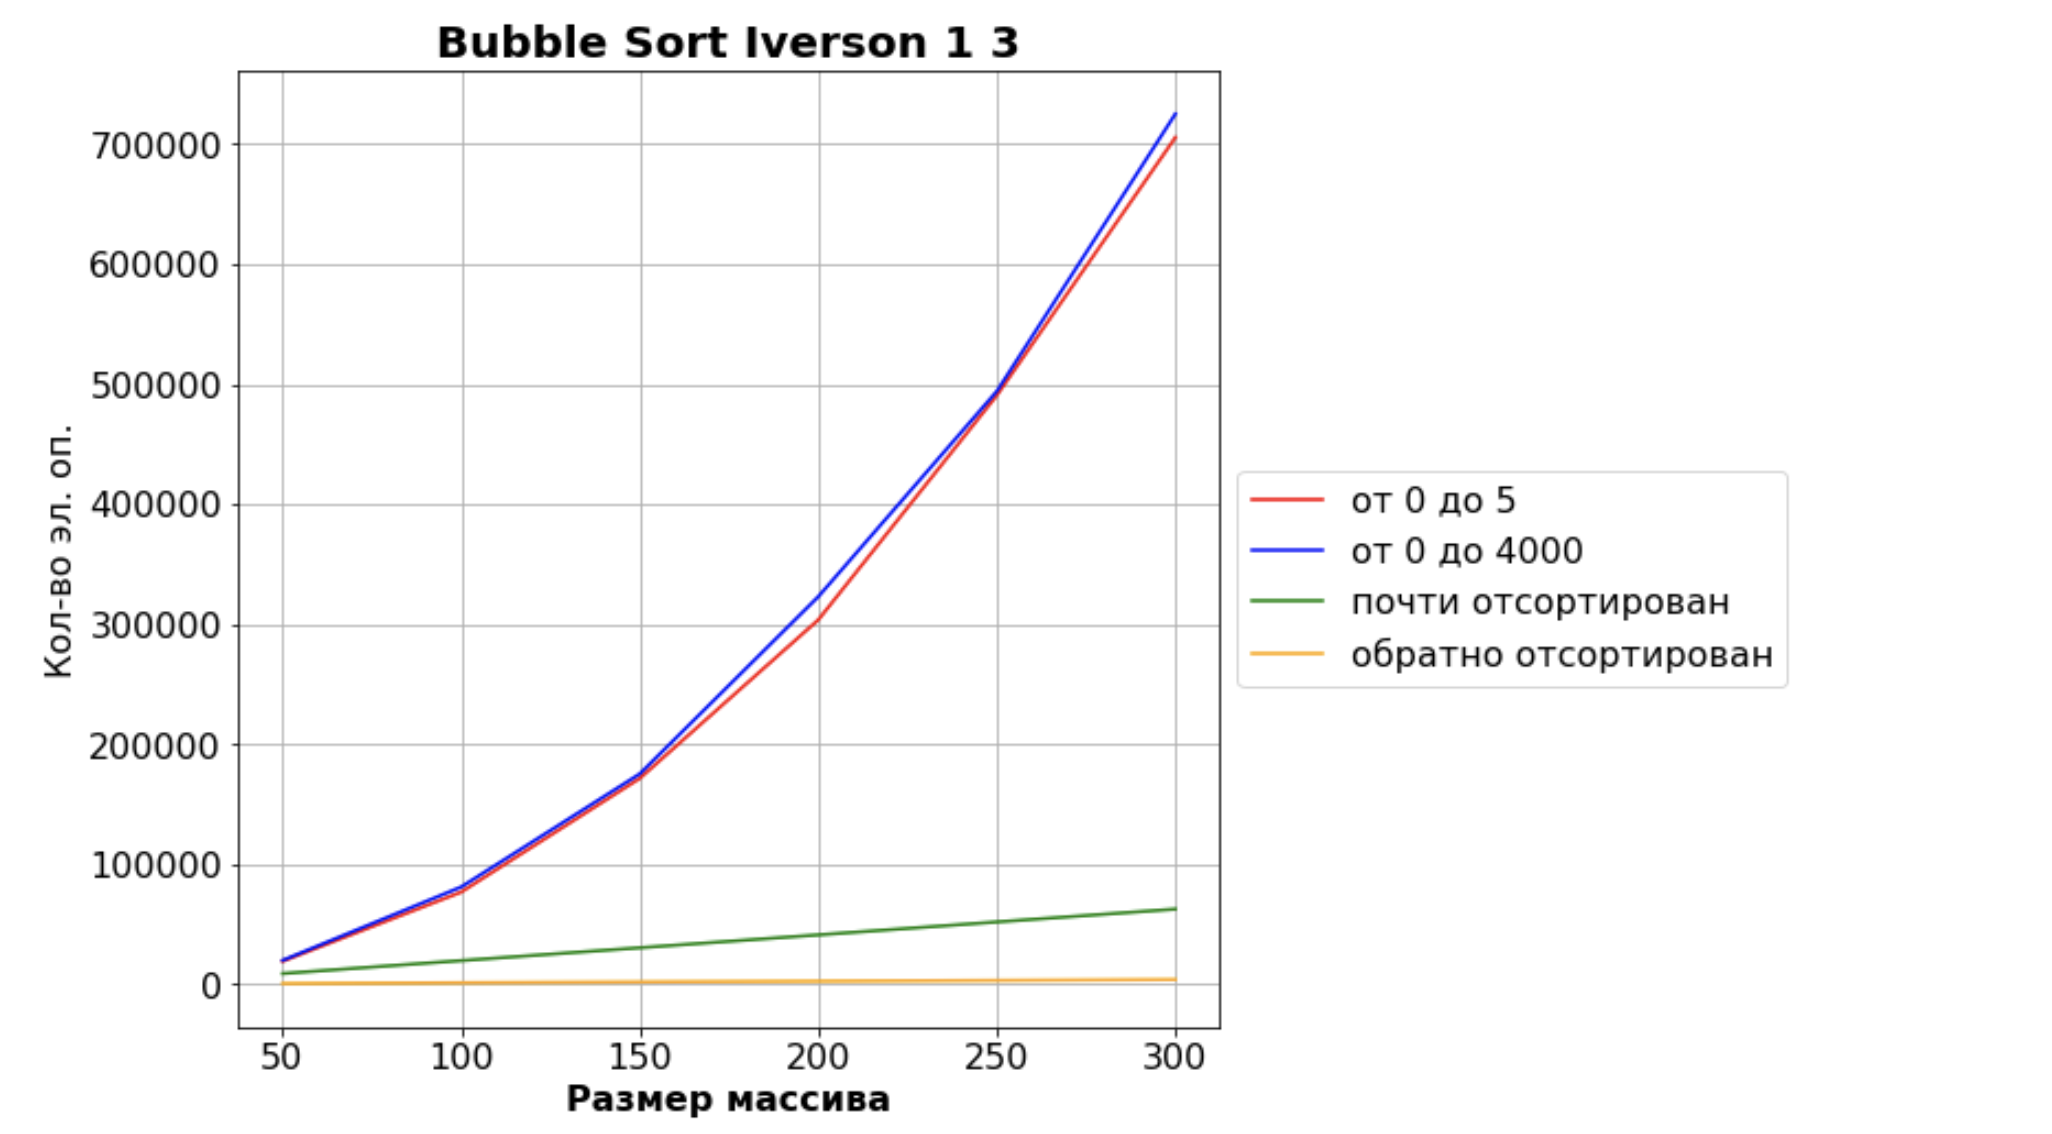 Bubble Sort Iverson 1 3
Кол-во эл. оп.
700000
600000
500000
400000
300000
200000
100000
0
50 100 150 200 250 300
Размер массива
от 0 до 5
от 0 до 4000
почти отсортирован
обратно отсортирован